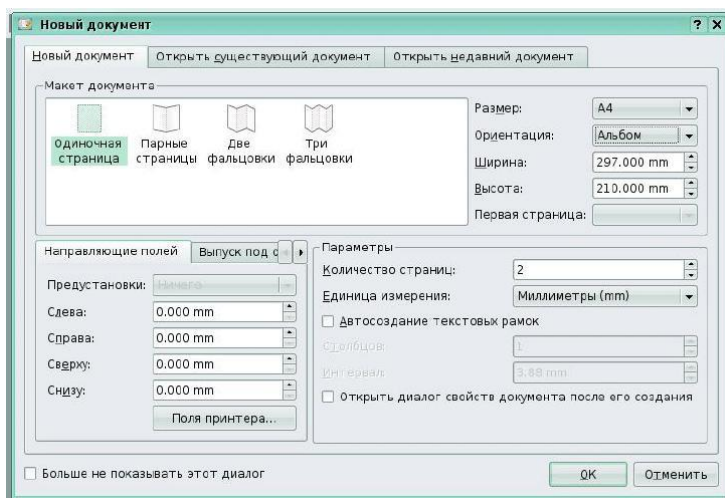 Новый документ
Новый документ Открыть существующий документ Открыть недавний документ
Макет документа
Одиночная страница
Парные страницы
Две фальцовки
Три фальцовки
Размер: A4
Ориентация: Альбом
Ширина: 297.000 mm
Высота: 210.000 mm
Первая страница:
Направляющие полей Выпуск под о
Предустановки: Ничего
Слева: 0.000 mm
Справа: 0.000 mm
Сверху: 0.000 mm
Снизу: 0.000 mm
Поля принтера...
Параметры
Количество страниц: 2
Единица измерения: Миллиметры (mm)
Автосоздание текстовых рамок
Столбцов: 1
Интервал: 3.88 mm
Открыть диалог свойств документа после его создания
Больше не показывать этот диалог
OK Отменить